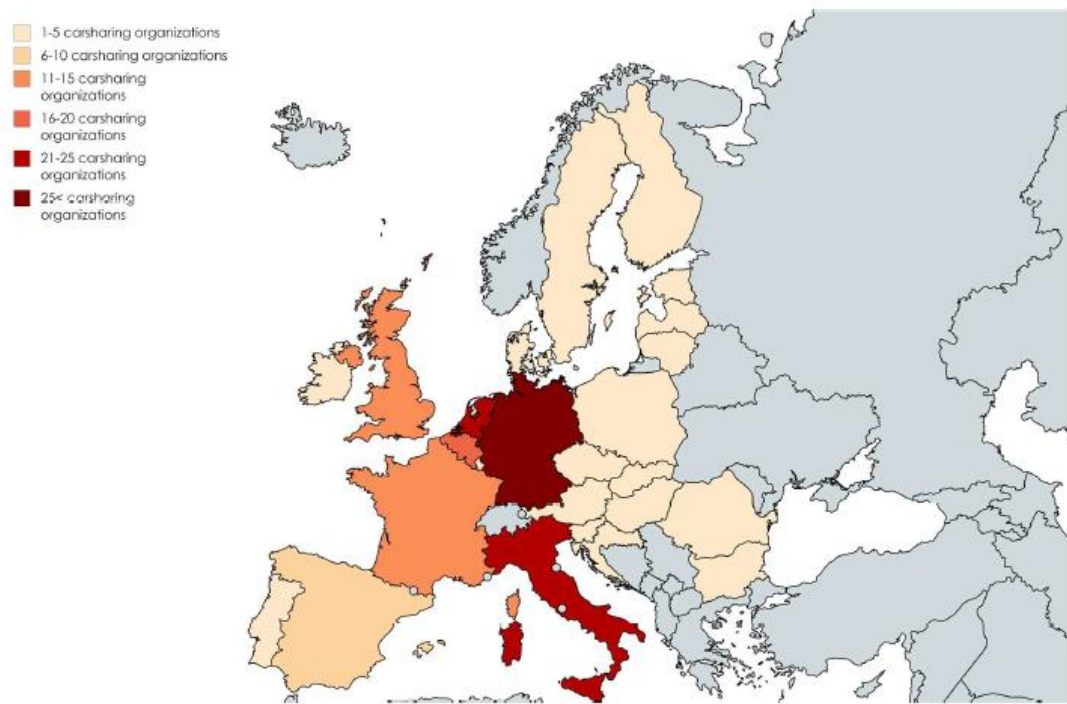 1-5 carsharing organizations
6-10 carsharing organizations
11-15 carsharing
organizations
16-20 carsharing
organizations
21-25 carsharing
organizations
25< carsharing
organizations